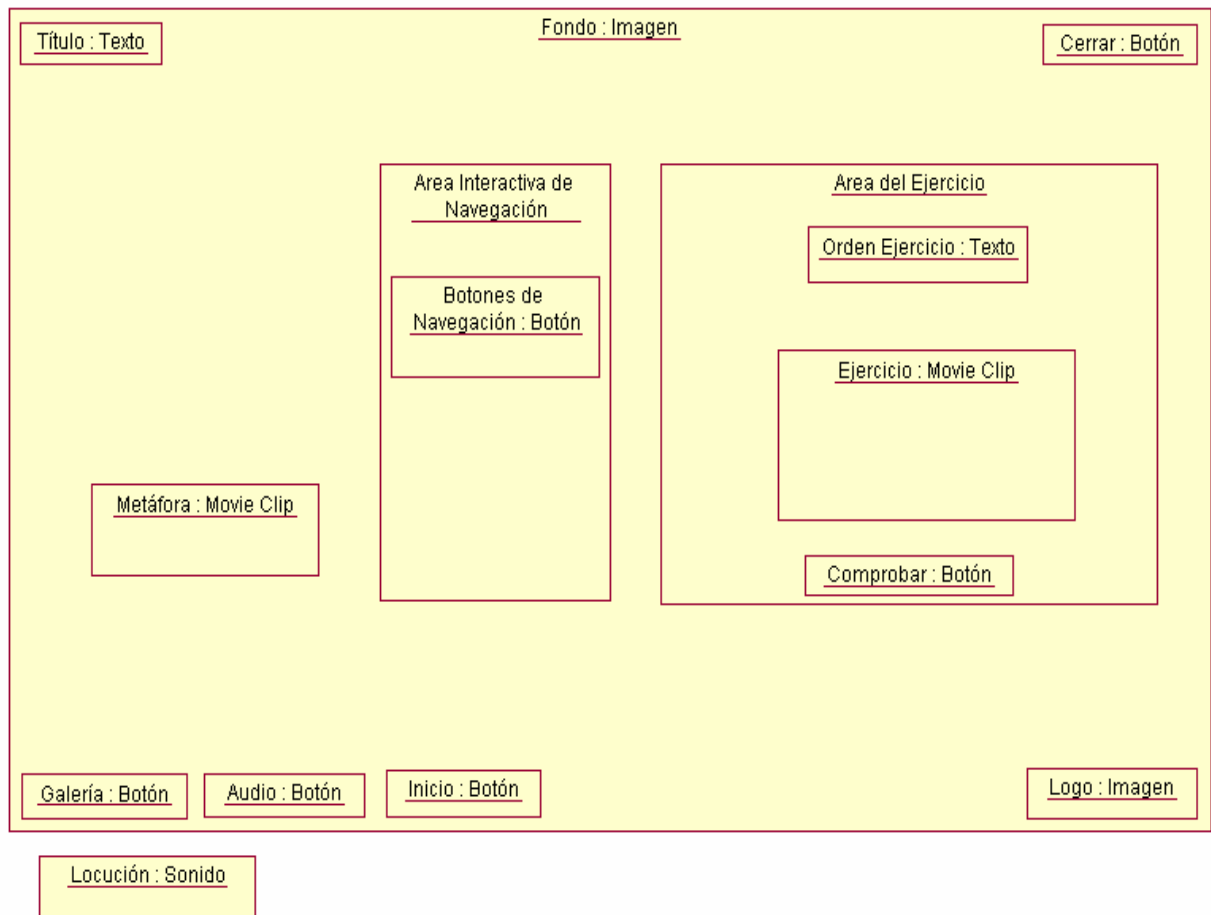 Título : Texto
Fondo : Imagen
Cerrar : Botón
Area Interactiva de
Navegación
Botones de
Navegación : Botón
Area del Ejercicio
Orden Ejercicio : Texto
Ejercicio : Movie Clip
Comprobar : Botón
Metáfora : Movie Clip
Galería : Botón
Audio : Botón
Inicio : Botón
Logo : Imagen
Locución : Sonido